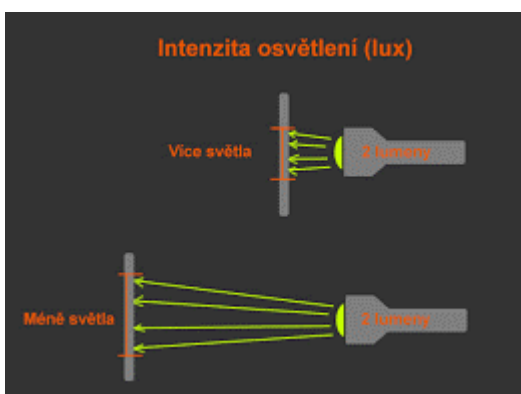 Intenzita osvětlení (lux)
Více světla
2 lumeny
Méně světla
2 lumeny